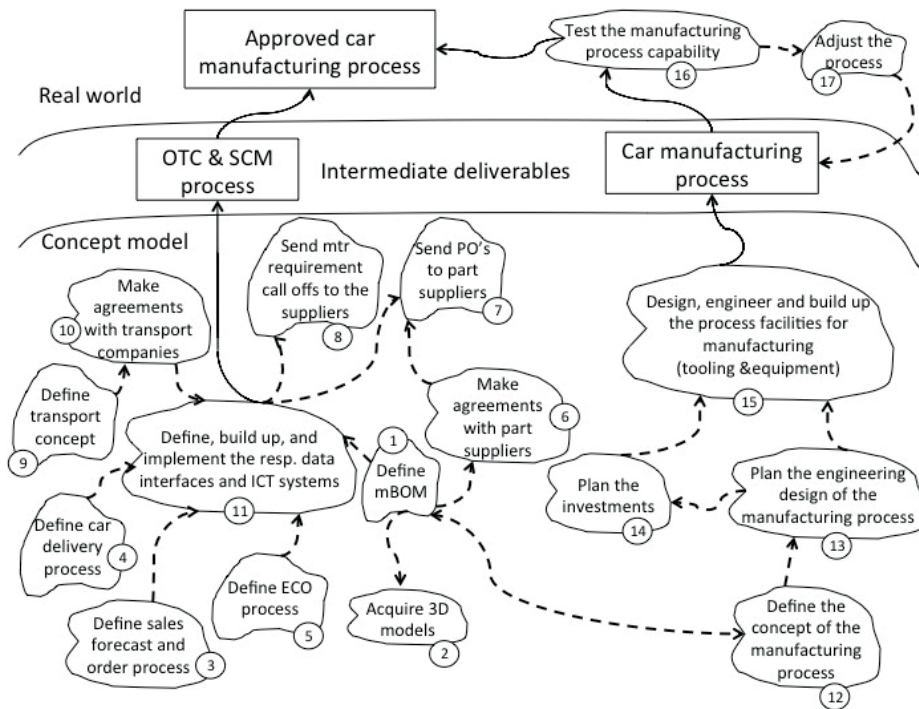 Approved car
manufacturing process
Test the manufacturing
process capability
16
Adjust the
process
17
Real world
OTC & SCM
process
Intermediate deliverables
Car manufacturing
process
Concept model
Send mtr
requirement
call offs to the
suppliers
8
Send PO's
to part
suppliers
7
Make
agreements
with transport
companies
10
Design, engineer and build up
the process facilities for
manufacturing
(tooling &equipment)
15
Define
transport
concept
9
Make
agreements
with part
suppliers
6
Define, build up, and
implement the resp. data
interfaces and ICT systems
11
1
Define
mBOM
Plan the
investments
14
Plan the engineering
design of the
manufacturing process
13
Define car
delivery
process
4
Define ECO
process
5
Acquire 3D
models
2
Define sales
forecast and
order process
3
Define the
concept of the
manufacturing
process
12